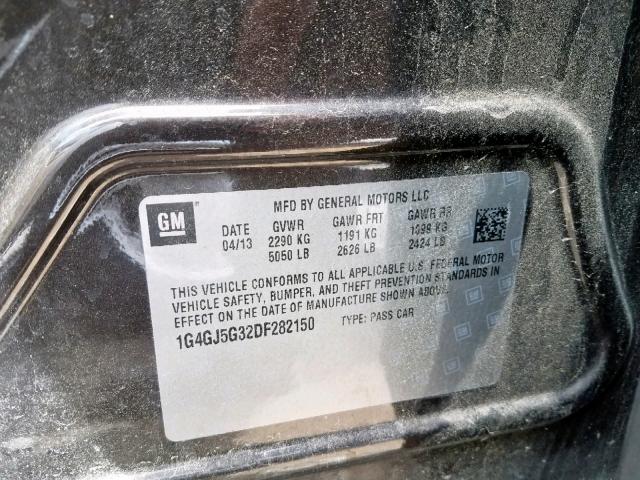 MFD BY GENERAL MOTORS LLC
GM
DATE GVWR GAWR FRT GAWR RR
04/13 2290 KG 1191 KG 1099 KG
5050 LB 2626 LB 2424 LB
THIS VEHICLE CONFORMS TO ALL APPLICABLE U.S. FEDERAL MOTOR
VEHICLE SAFETY, BUMPER, AND THEFT PREVENTION STANDARDS IN
EFFECT ON THE DATE OF MANUFACTURE SHOWN ABOVE.
1G4GJ5G32DF282150 TYPE: PASS CAR